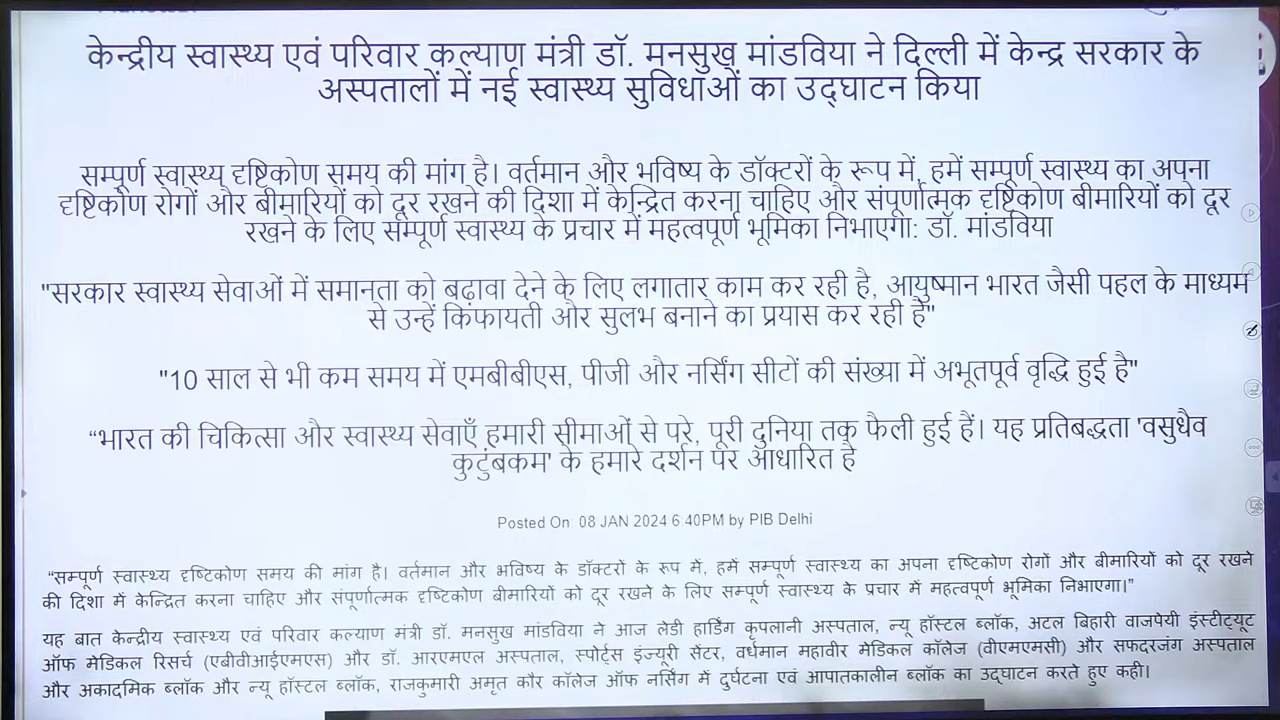 केन्द्रीय स्वास्थ्य एवं परिवार कल्याण मंत्री डॉ. मनसुख मांडविया ने दिल्ली में केन्द्र सरकार के
अस्पतालों में नई स्वास्थ्य सुविधाओं का उद्घाटन किया
सम्पूर्ण स्वास्थ्य दृष्टिकोण समय की मांग है। वर्तमान और भविष्य के डॉक्टरों के रूप में, हमें सम्पूर्ण स्वास्थ्य का अपना
दृष्टिकोण रोगों और बीमारियों को दूर रखने की दिशा में केन्द्रित करना चाहिए और संपूर्णात्मक दृष्टिकोण बीमारियों को दूर
रखने के लिए सम्पूर्ण स्वास्थ्य के प्रचार में महत्वपूर्ण भूमिका निभाएगा: डॉ. मांडविया
"सरकार स्वास्थ्य सेवाओं में समानता को बढ़ावा देने के लिए लगातार काम कर रही है, आयुष्मान भारत जैसी पहल के माध्यम
से उन्हें किफायती और सुलभ बनाने का प्रयास कर रही है"
"10 साल से भी कम समय में एमबीबीएस, पीजी और नर्सिंग सीटों की संख्या में अभूतपूर्व वृद्धि हुई है"
“भारत की चिकित्सा और स्वास्थ्य सेवाएँ हमारी सीमाओं से परे, पूरी दुनिया तक फैली हुई हैं। यह प्रतिबद्धता 'वसुधैव
कुटुंबकम' के हमारे दर्शन पर आधारित है
Posted On: 08 JAN 2024 6:40PM by PIB Delhi
“सम्पूर्ण स्वास्थ्य दृष्टिकोण समय की मांग है। वर्तमान और भविष्य के डॉक्टरों के रूप में, हमें सम्पूर्ण स्वास्थ्य का अपना दृष्टिकोण रोगों और बीमारियों को दूर रखने
की दिशा में केन्द्रित करना चाहिए और संपूर्णात्मक दृष्टिकोण बीमारियों को दूर रखने के लिए सम्पूर्ण स्वास्थ्य के प्रचार में महत्वपूर्ण भूमिका निभाएगा।”
यह बात केन्द्रीय स्वास्थ्य एवं परिवार कल्याण मंत्री डॉ. मनसुख मांडविया ने आज लेडी हार्डिंग कृपलानी अस्पताल, न्यू हॉस्टल ब्लॉक, अटल बिहारी वाजपेयी इंस्टीट्यूट
ऑफ मेडिकल रिसर्च (एबीवीआईएमएस) और डॉ. आरएमएल अस्पताल, स्पोर्ट्स इंज्यूरी सेंटर, वर्धमान महावीर मेडिकल कॉलेज (वीएमएमसी) और सफदरजंग अस्पताल
और अकादमिक ब्लॉक और न्यू हॉस्टल ब्लॉक, राजकुमारी अमृत कौर कॉलेज ऑफ नर्सिंग में दुर्घटना एवं आपातकालीन ब्लॉक का उद्घाटन करते हुए कही।